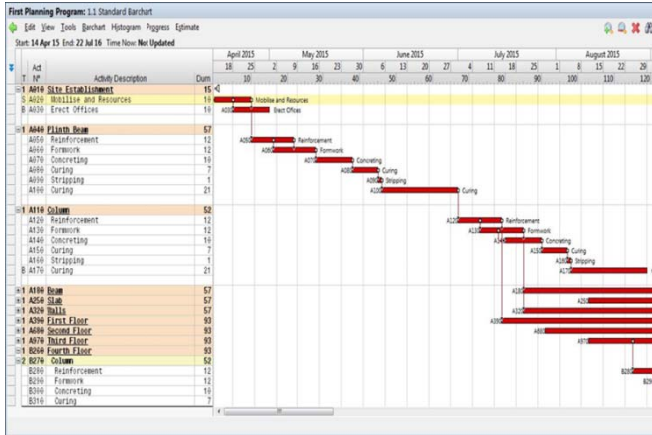 First Planning Program: 1.1 Standard Barchart
Edit View Tools Barchart Histogram Progress Estimate
Start: 14 Apr 15 End: 22 Jul 16 Time Now: Not Updated
April 2015 May 2015 June 2015 July 2015 August 2015
Act 18 25 2 9 16 23 30 6 13 20 27 4 11 18 25 1 8 15 22 29
T Nº Activity Description Durn 10 20 30 40 50 60 70 80 90 100 110 120
1 A010 Site Establishment 15
S A020 Mobilise and Resources 10 Mobilise and Resources
B A030 Erect Offices 10 Erect Offices
1 A040 Plinth Beam 57
A050 Reinforcement 12 Reinforcement
A060 Formwork 12 Formwork
A070 Concreting 10 Concreting
A080 Curing 7 Curing
A090 Stripping 1 Stripping
A100 Curing 21 A100 Curing
1 A110 Column 52
A120 Reinforcement 12 A120 Reinforcement
A130 Formwork 12 Formwork
A140 Concreting 10 Concreting
A150 Curing 7 Curing
A160 Stripping 1 Stripping
B A170 Curing 21
1 A180 Beam 57
1 A250 Slab 57
1 A320 Walls 57
1 A390 First Floor 93
1 A680 Second Floor 93
1 A970 Third Floor 93
1 B260 Fourth Floor 93
2 B270 Column 52
B280 Reinforcement 12
B290 Formwork 12
B300 Concreting 10
B310 Curing 7